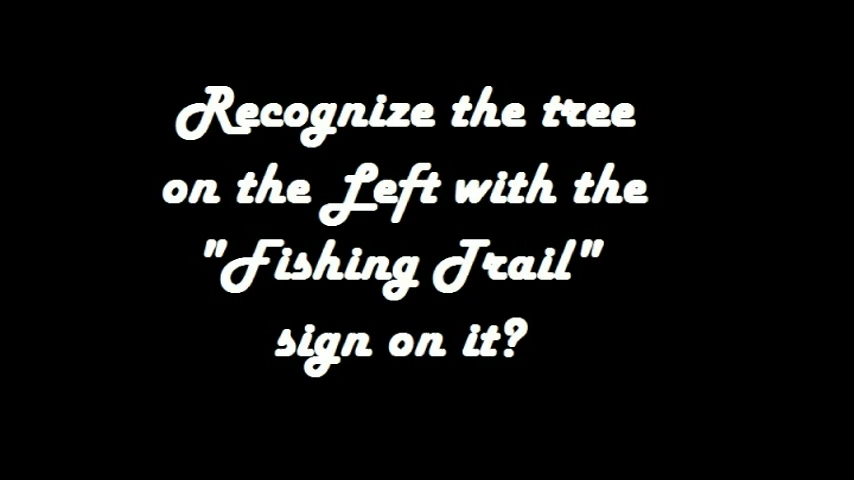 Recognize the tree
on the Left with the
"Fishing Trail"
sign on it?